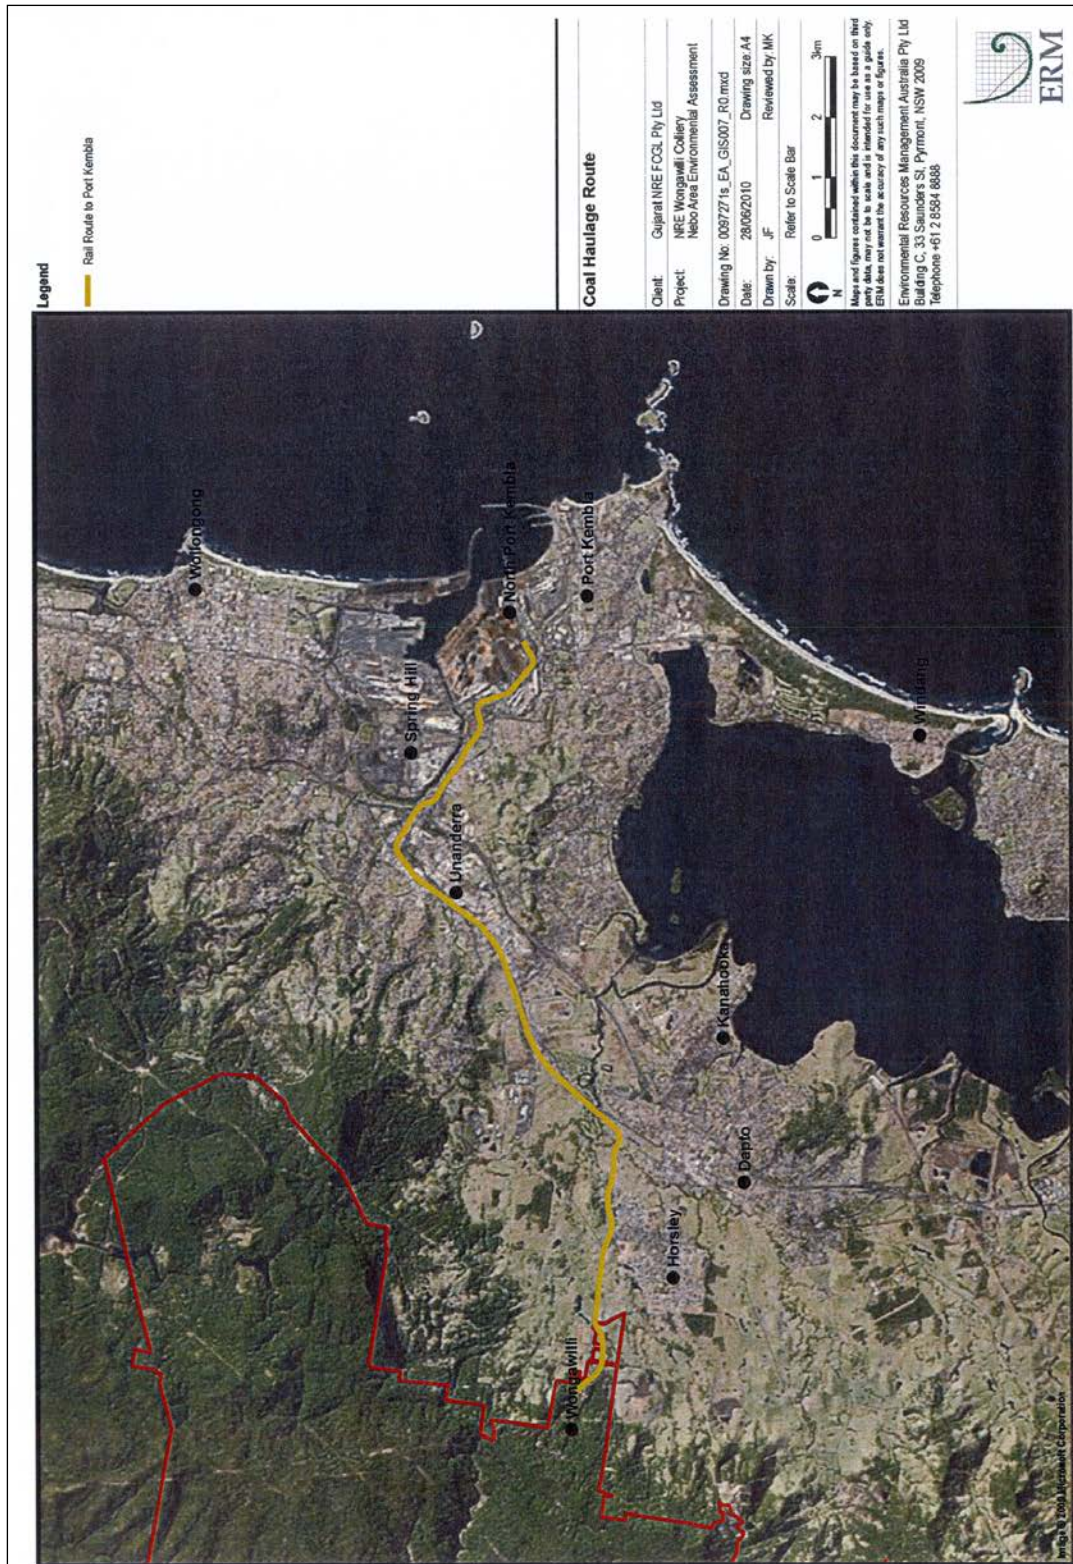 Legend
Rail Route to Port Kembla
Coal Haulage Route
Client: Gujarat NRE FCGL Pty Ltd
Project: NRE Wongawilli Colliery
Nebo Area Environmental Assessment
Drawing No: 0097271s_EA_GIS007_R0.mxd
Date: 28/06/2010 Drawing size: A4
Drawn by: JF Reviewed by: MK
Scale: Refer to Scale Bar
0 1 2 3km
N
Maps and figures contained within this document may be based on third
party data, may not be to scale and is intended for use as a guide only.
ERM does not warrant the accuracy of any such maps or figures.
Environmental Resources Management Australia Pty Ltd
Building C, 33 Saunders St, Pyrmont, NSW 2009
Telephone +61 2 8584 8888
ERM
Wollongong
Spring Hill
North Port Kembla
Port Kembla
Unanderra
Windang
Kanahooka
Dapto
Horsley
Wongawilli
Image © 2009 Microsoft Corporation